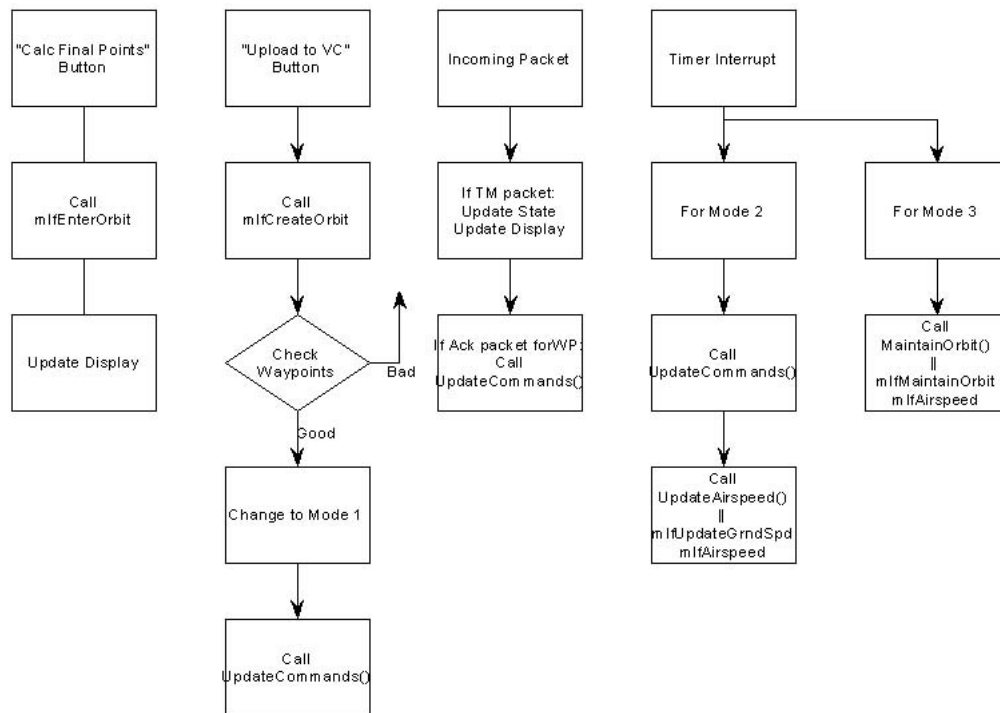 "Calc Final Points"
Button
Call
mlfEnterOrbit
Update Display
"Upload to VC"
Button
Call
mlfCreateOrbit
Check
Waypoints
Bad
Good
Change to Mode 1
Call
UpdateCommands()
Incoming Packet
If TM packet:
Update State
Update Display
If Ack packet forWP:
Call
UpdateCommands()
Timer Interrupt
For Mode 2
Call
UpdateCommands()
Call
UpdateAirspeed()
||
mlfUpdateGrndSpd
mlfAirspeed
For Mode 3
Call
MaintainOrbit()
||
mlfMaintainOrbit
mlfAirspeed